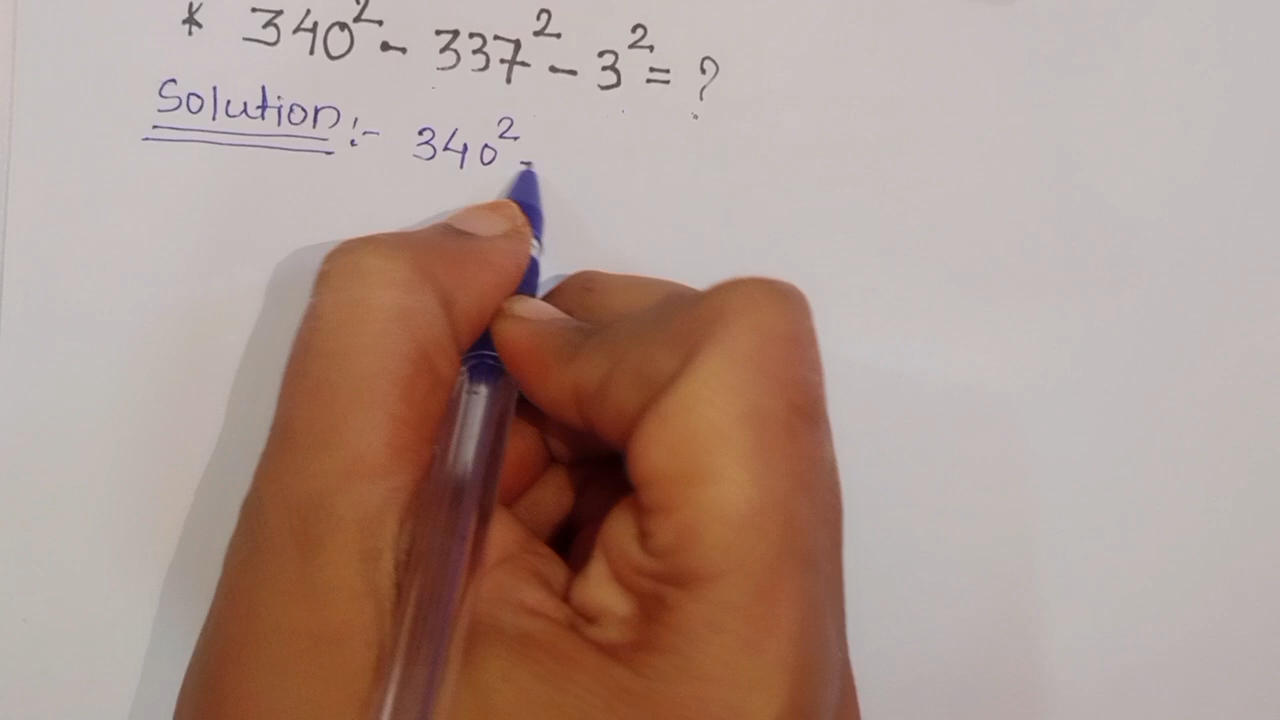 * 340² - 337² - 3² = ?
Solution :- 340² -